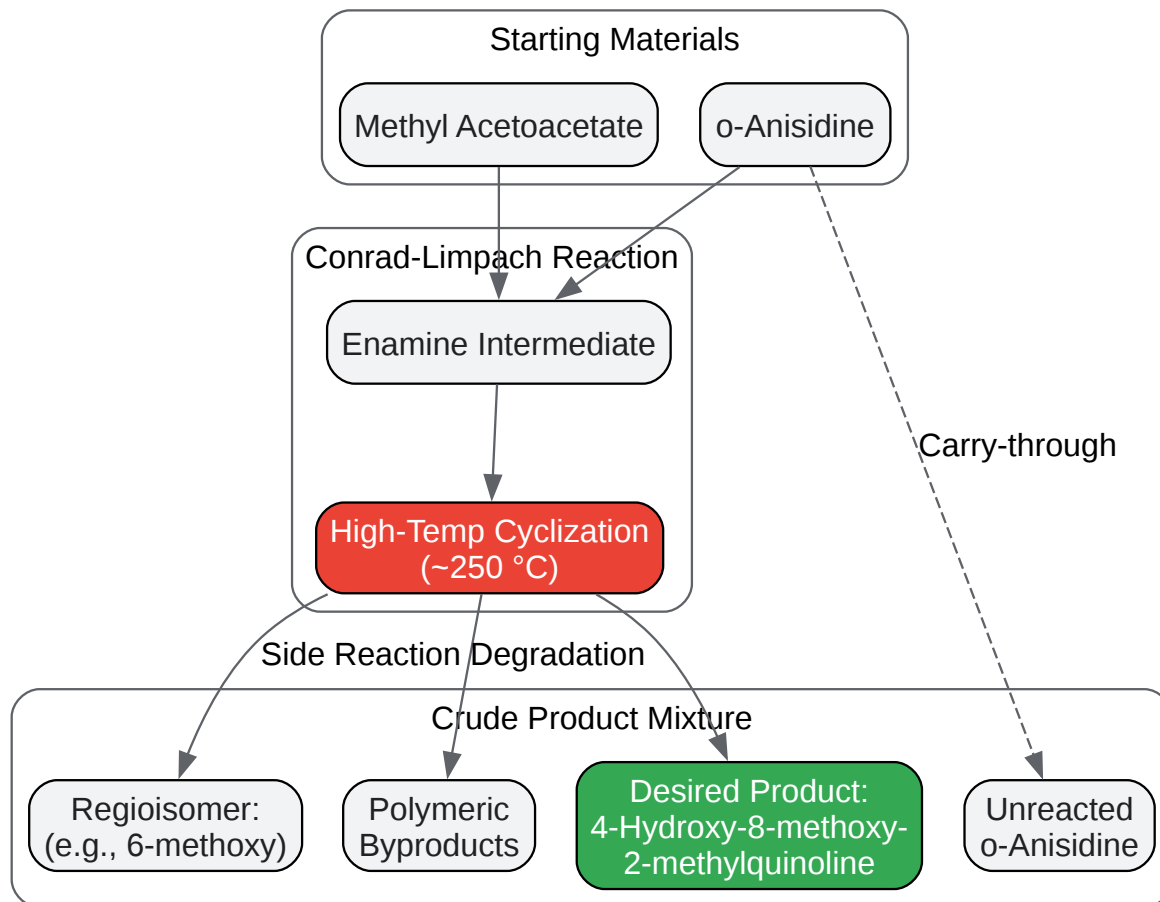 Starting Materials
Methyl Acetoacetate
o-Anisidine
Conrad-Limpach Reaction
Enamine Intermediate
Carry-through
High-Temp Cyclization
(~250 °C)
Side Reaction
Degradation
Crude Product Mixture
Regioisomer:
(e.g., 6-methoxy)
Polymeric
Byproducts
Desired Product:
4-Hydroxy-8-methoxy-
2-methylquinoline
Unreacted
o-Anisidine